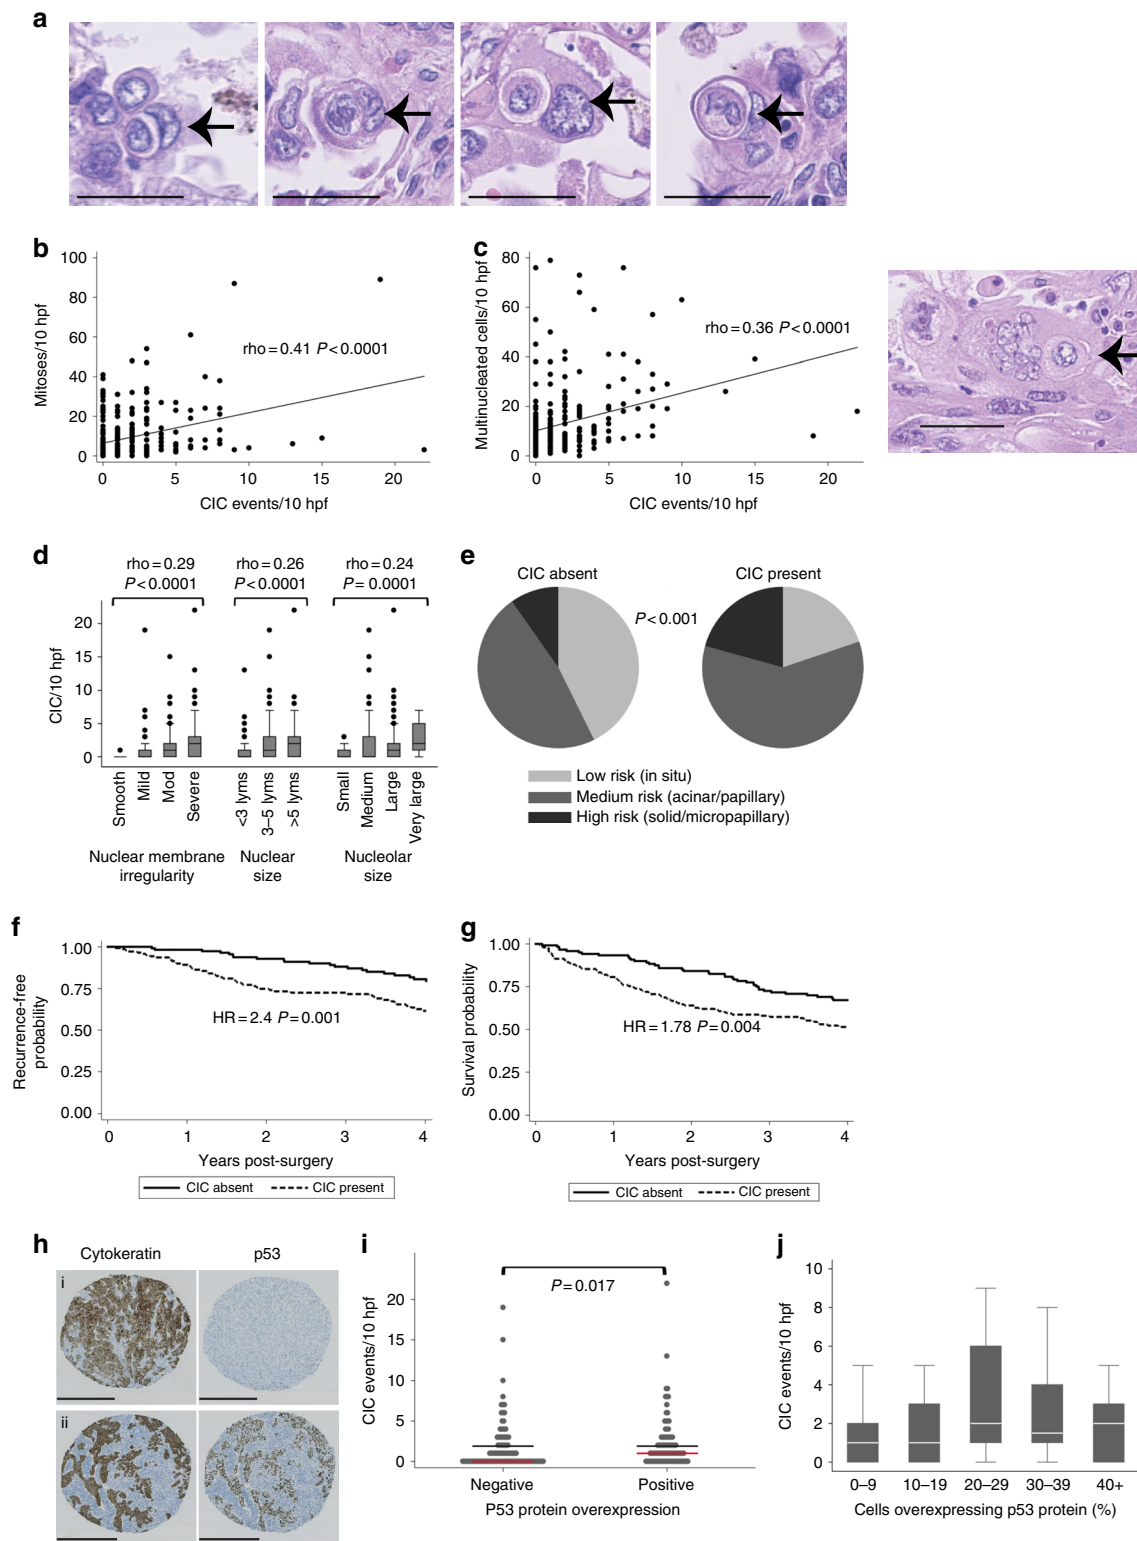 a
b
100
80
60
40
20
0
Mitoses/10 hpf
rho = 0.41 P < 0.0001
0 5 10 15 20
CIC events/10 hpf
c
80
60
40
20
0
Multinucleated cells/10 hpf
rho = 0.36 P < 0.0001
0 5 10 15 20
CIC events/10 hpf
d
rho = 0.29 rho = 0.26 rho = 0.24
P < 0.0001 P < 0.0001 P = 0.0001
20
15
10
5
0
CIC/10 hpf
Smooth
Mild
Mod
Severe
<3 lyms
3–5 lyms
>5 lyms
Small
Medium
Large
Very large
Nuclear membrane irregularity
Nuclear size
Nucleolar size
e
CIC absent
CIC present
P < 0.001
Low risk (in situ)
Medium risk (acinar/papillary)
High risk (solid/micropapillary)
f
1.00
0.75
0.50
0.25
0.00
Recurrence-free
probability
HR = 2.4 P = 0.001
0 1 2 3 4
Years post-surgery
CIC absent CIC present
g
1.00
0.75
0.50
0.25
0.00
Survival probability
HR = 1.78 P = 0.004
0 1 2 3 4
Years post-surgery
CIC absent CIC present
h
Cytokeratin p53
i
ii
i
20
15
10
5
0
CIC events/10 hpf
P = 0.017
Negative Positive
P53 protein overexpression
j
10
8
6
4
2
0
CIC events/10 hpf
0–9 10–19 20–29 30–39 40+
Cells overexpressing p53 protein (%)